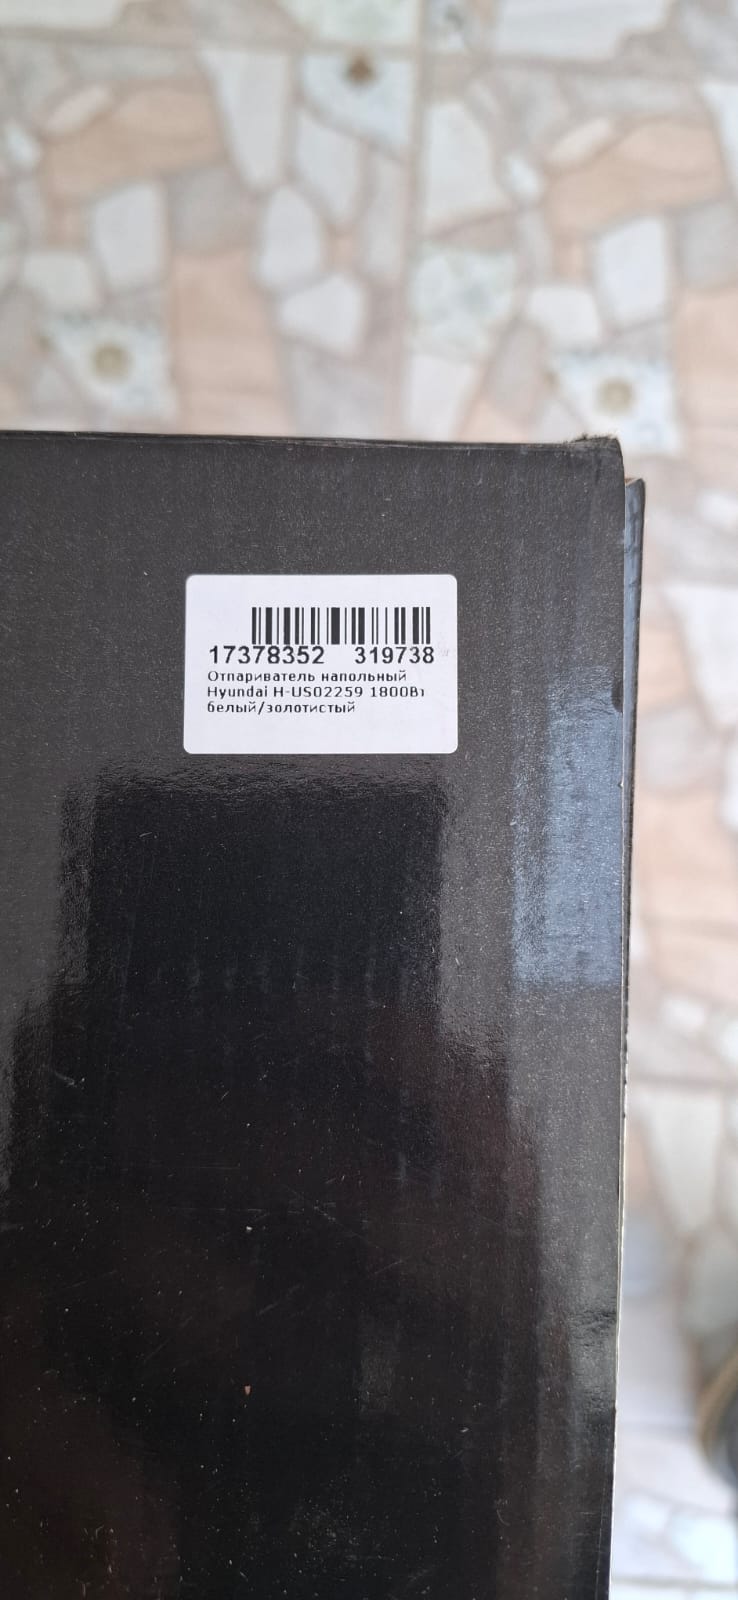 17378352 319738
Отпариватель напольный
Hyundai H-US02259 1800Вт
белый/золотистый